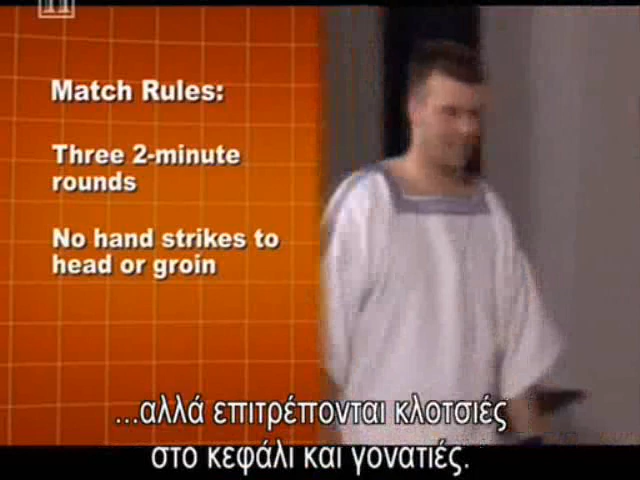 H
Match Rules:
Three 2-minute
rounds
No hand strikes to
head or groin
...αλλά επιτρέπονται κλοτσιές
στο κεφάλι και γονατιές.